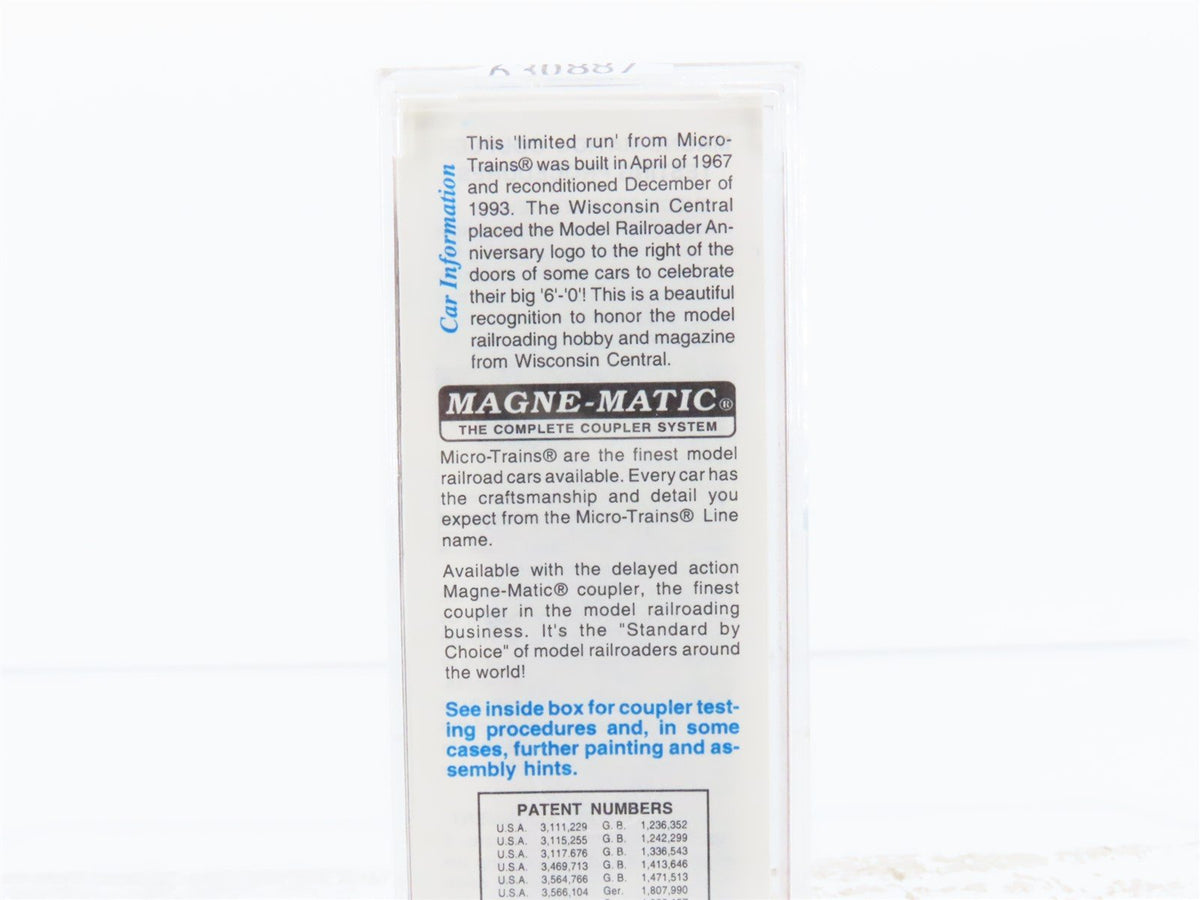 630887
Car Information
This 'limited run' from Micro-
Trains® was built in April of 1967
and reconditioned December of
1993. The Wisconsin Central
placed the Model Railroader An-
niversary logo to the right of the
doors of some cars to celebrate
their big '6'-'0'! This is a beautiful
recognition to honor the model
railroading hobby and magazine
from Wisconsin Central.
MAGNE-MATIC®
THE COMPLETE COUPLER SYSTEM
Micro-Trains® are the finest model
railroad cars available. Every car has
the craftsmanship and detail you
expect from the Micro-Trains® Line
name.
Available with the delayed action
Magne-Matic® coupler, the finest
coupler in the model railroading
business. It's the "Standard by
Choice" of model railroaders around
the world!
See inside box for coupler test-
ing procedures and, in some
cases, further painting and as-
sembly hints.
PATENT NUMBERS
U.S.A. 3,111,229 G. B. 1,236,352
U.S.A. 3,115,255 G. B. 1,242,299
U.S.A. 3,117.676 G. B. 1,336,543
U.S.A. 3,469,713 G. B. 1,413,646
U.S.A. 3,564,766 G. B. 1,471,513
U.S.A. 3,566,104 Ger. 1,807,990